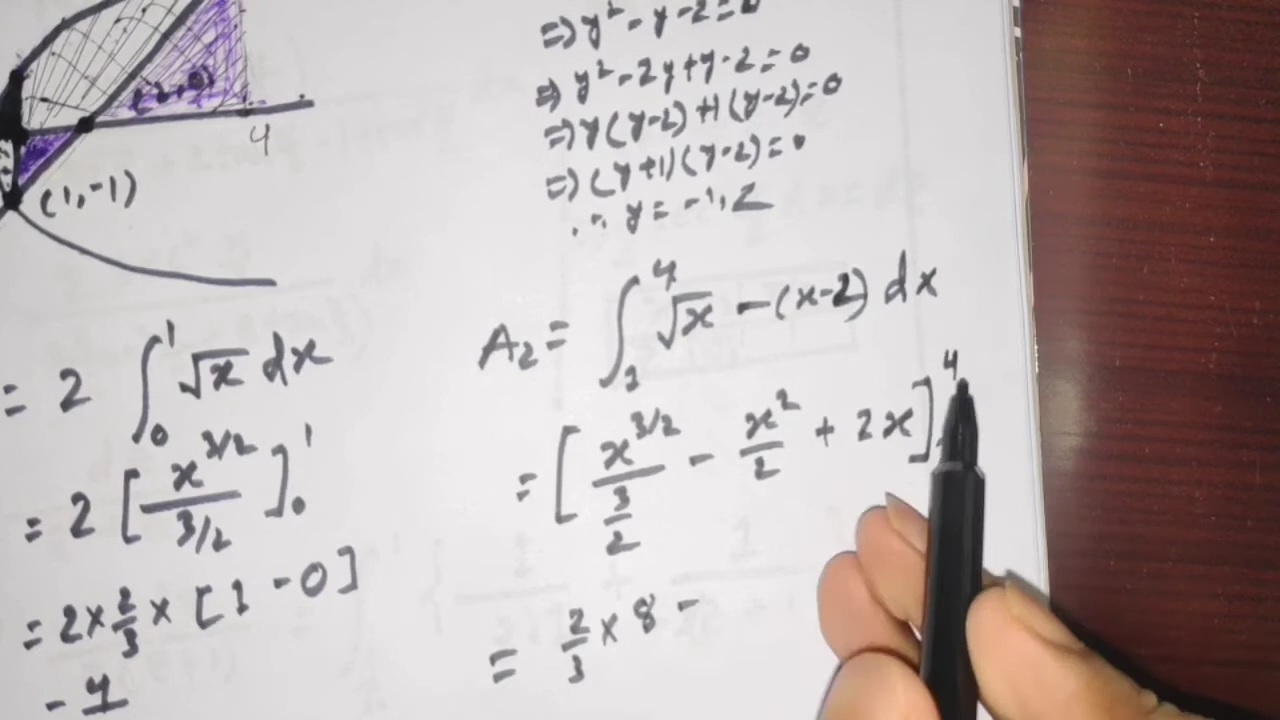 (2,0)
4
(1,-1)
= 2 ∫₀¹ √x dx
= 2 [x^{3/2} / 3/2]₀¹
= 2 × 2/3 × [1 - 0]
⇒ y² - y - 2 = 0
⇒ y² - 2y + y - 2 = 0
⇒ y(y-2) + 1(y-2) = 0
⇒ (y+1)(y-2) = 0
∴ y = -1, 2
A₂ = ∫₁⁴ √x - (x-2) dx
= [x^{3/2} / 3/2 - x²/2 + 2x]⁴
= 2/3 × 8 -